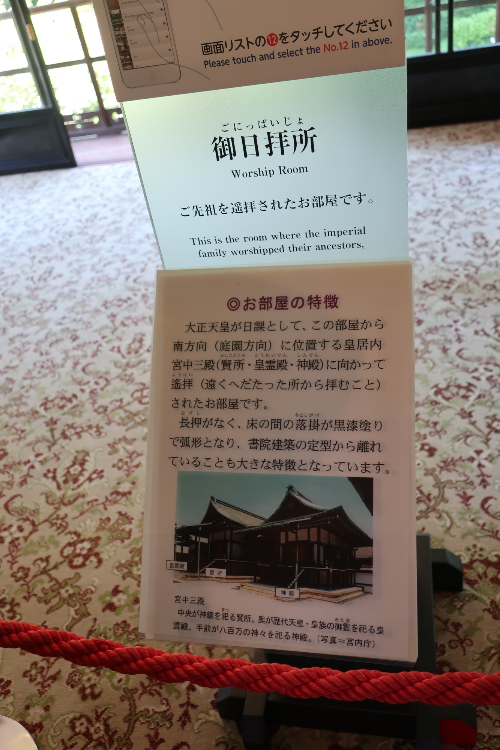 画面リストの⑫をタッチしてください
Please touch and select the No.12 in above.
ごにっぱいじょ
御日拝所
Worship Room
ご先祖を遥拝されたお部屋です。
This is the room where the imperial
family worshipped their ancestors.
◎お部屋の特徴
大正天皇が日課として、この部屋から
南方向（庭園方向）に位置する皇居内
宮中三殿(賢所・皇霊殿・神殿)に向かって
遙拝（遠くへだたった所から拝むこと）
されたお部屋です。
長押がなく、床の間の落掛が黒漆塗り
で弧形となり、書院建築の定型から離れ
ていることも大きな特徴となっています。
皇霊殿
賢所
神殿
宮中三殿
中央が神鏡を祀る賢所。奥が歴代天皇・皇族の御霊を祀る皇
霊殿、手前が八百万の神々を祀る神殿。（写真＝宮内庁）